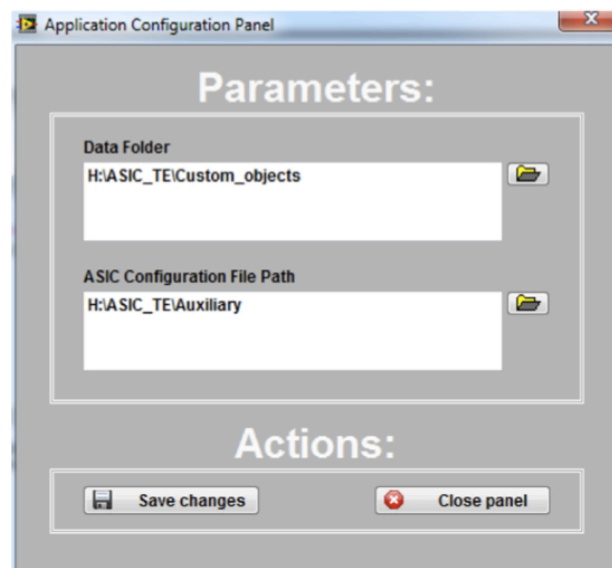 Application Configuration Panel
Parameters:
Data Folder
H:\ASIC_TE\Custom_objects
ASIC Configuration File Path
H:\ASIC_TE\Auxiliary
Actions:
Save changes
Close panel